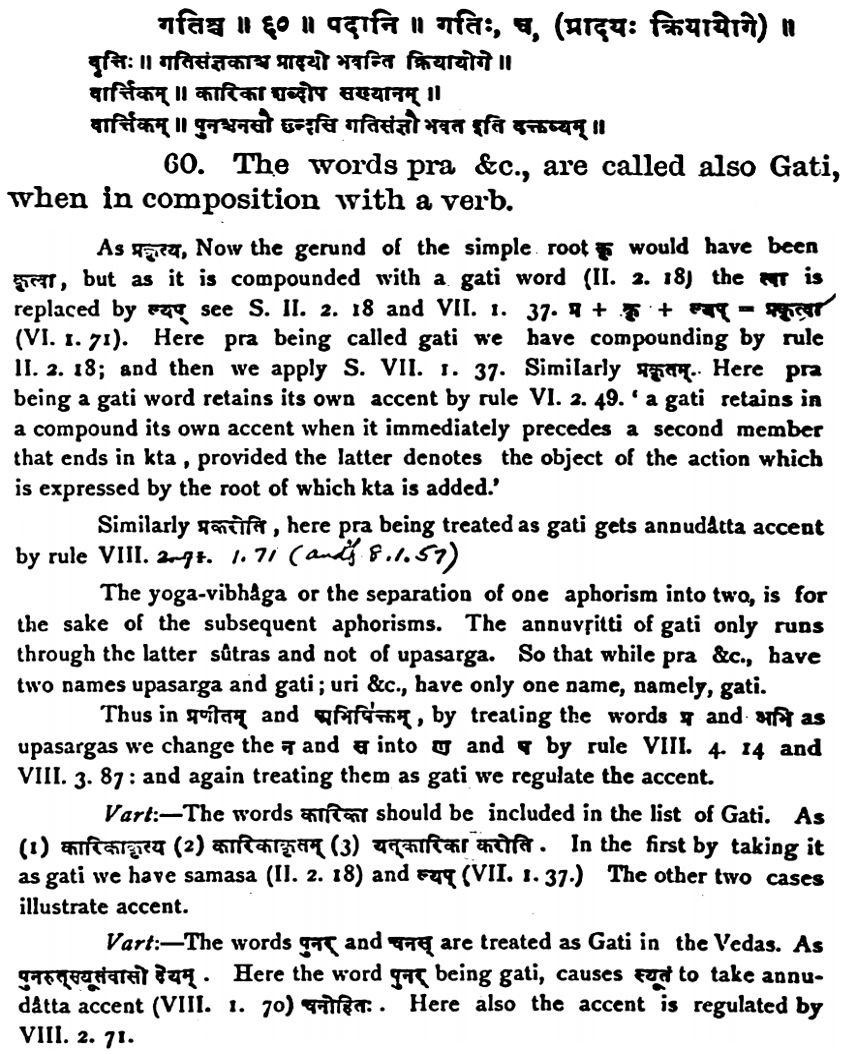 गतिश्च ॥ ६० ॥ पदानि ॥ गतिः, च, (प्रादयः क्रियायोगे) ॥
वृत्तिः ॥ गतिसंज्ञकाश्च प्रादयो भवन्ति क्रियायोगे ॥
वार्त्तिकम् ॥ कारिका शब्दोप संख्यानम् ॥
वार्त्तिकम् ॥ पुनश्चनसौ छन्दसि गतिसंज्ञौ भवत इति वक्तव्यम् ॥
60. The words pra &c., are called also Gati,
when in composition with a verb.
As प्रकृत्य, Now the gerund of the simple root कृ would have been
कृत्वा, but as it is compounded with a gati word (II. 2. 18) the त्वा is
replaced by ल्यप् see S. II. 2. 18 and VII. 1. 37. प्र + कृ + ल्यप् =
(VI. 1. 71). Here pra being called gati we have compounding by rule
II. 2. 18; and then we apply S. VII. 1. 37. Similarly प्रकृतम्. Here pra
being a gati word retains its own accent by rule VI. 2. 49. ' a gati retains in
a compound its own accent when it immediately precedes a second member
that ends in kta , provided the latter denotes the object of the action which
is expressed by the root of which kta is added.'
Similarly प्रकरोति , here pra being treated as gati gets annudâtta accent
by rule VIII. 2. 71. 1.71 (and 8.1.57)
The yoga-vibhâga or the separation of one aphorism into two, is for
the sake of the subsequent aphorisms. The annuvṛitti of gati only runs
through the latter sûtras and not of upasarga. So that while pra &c., have
two names upasarga and gati ; uri &c., have only one name, namely, gati.
Thus in प्रणीतम् and अभिषिक्तम् , by treating the words प्र and अभि as
upasargas we change the न and स into ण and ष by rule VIII. 4. 14 and
VIII. 3. 87 : and again treating them as gati we regulate the accent.
Vart:—The words कारिका should be included in the list of Gati. As
(1) कारिकाकृत्य (2) कारिकाकृतम् (3) यत्कारिका करोति . In the first by taking it
as gati we have samasa (II. 2. 18) and ल्यप् (VII. 1. 37.) The other two cases
illustrate accent.
Vart:—The words पुनर् and चनस् are treated as Gati in the Vedas. As
पुनरुत्स्यूतंवासो देयम् . Here the word पुनर् being gati, causes स्यूतं to take annu-
dâtta accent (VIII. 1. 70) चनोहितः . Here also the accent is regulated by
VIII. 2. 71.